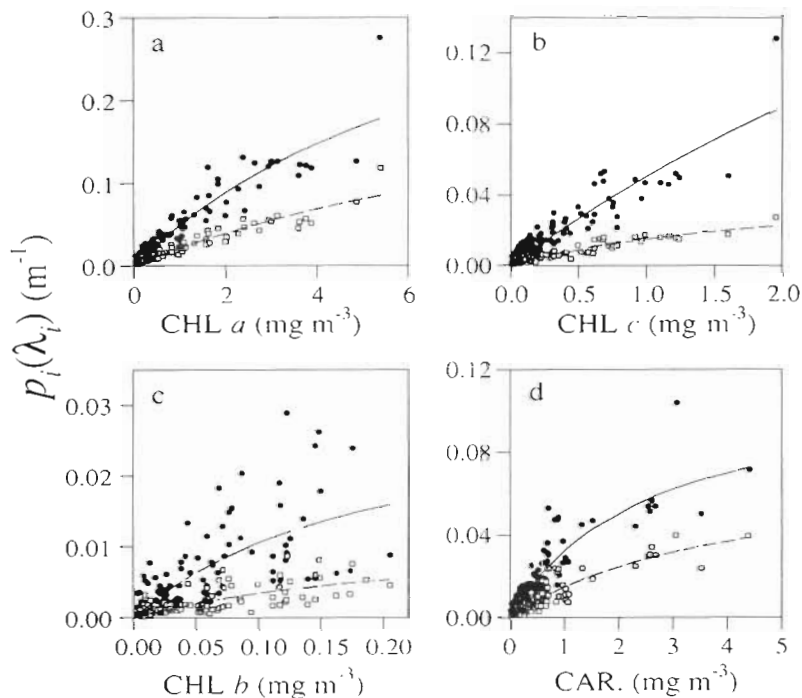 p_i(λ_i) (m⁻¹)
a
0.3
0.2
0.1
0.0
0 2 4 6
CHL a (mg m⁻³)
b
0.12
0.08
0.04
0.00
0.0 0.5 1.0 1.5 2.0
CHL c (mg m⁻³)
c
0.03
0.02
0.01
0.00
0.00 0.05 0.10 0.15 0.20
CHL b (mg m⁻³)
d
0.12
0.08
0.04
0.00
0 1 2 3 4 5
CAR. (mg m⁻³)